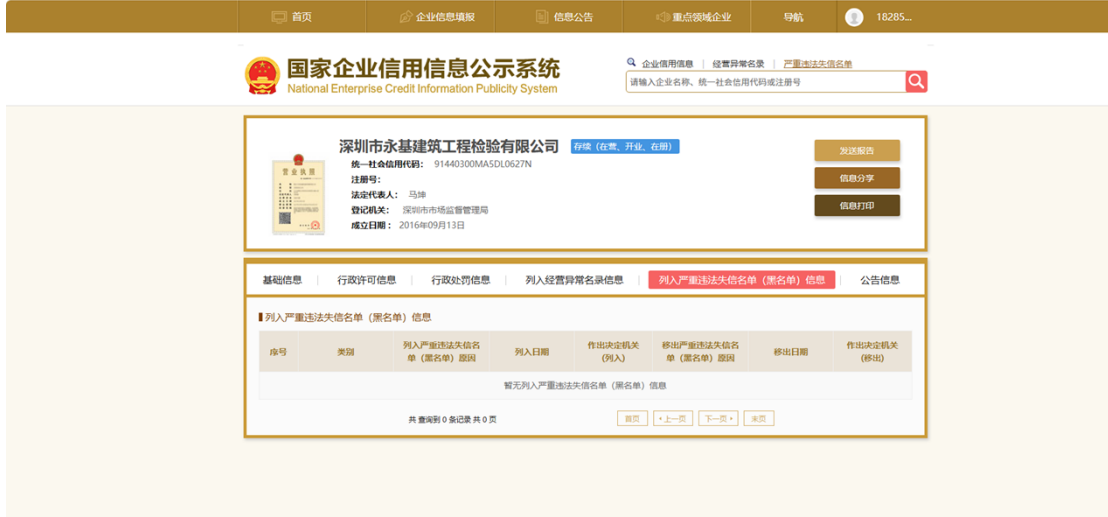 首页 企业信息填报 信息公告 重点领域企业 导航 18285...
国家企业信用信息公示系统
National Enterprise Credit Information Publicity System
企业信用信息 | 经营异常名录 | 严重违法失信名单
请输入企业名称、统一社会信用代码或注册号
深圳市永基建筑工程检验有限公司 存续（在营、开业、在册）
统一社会信用代码： 91440300MA5DL0627N
注册号：
法定代表人： 马坤
登记机关： 深圳市市场监督管理局
成立日期： 2016年09月13日
营业执照
发送报告
信息分享
信息打印
基础信息 | 行政许可信息 | 行政处罚信息 | 列入经营异常名录信息 | 列入严重违法失信名单（黑名单）信息 | 公告信息
列入严重违法失信名单（黑名单）信息
序号 类别 列入严重违法失信名单（黑名单）原因 列入日期 作出决定机关(列入) 移出严重违法失信名单（黑名单）原因 移出日期 作出决定机关(移出)
暂无列入严重违法失信名单（黑名单）信息
共 查询到 0 条记录 共 0 页 首页 上一页 下一页 末页